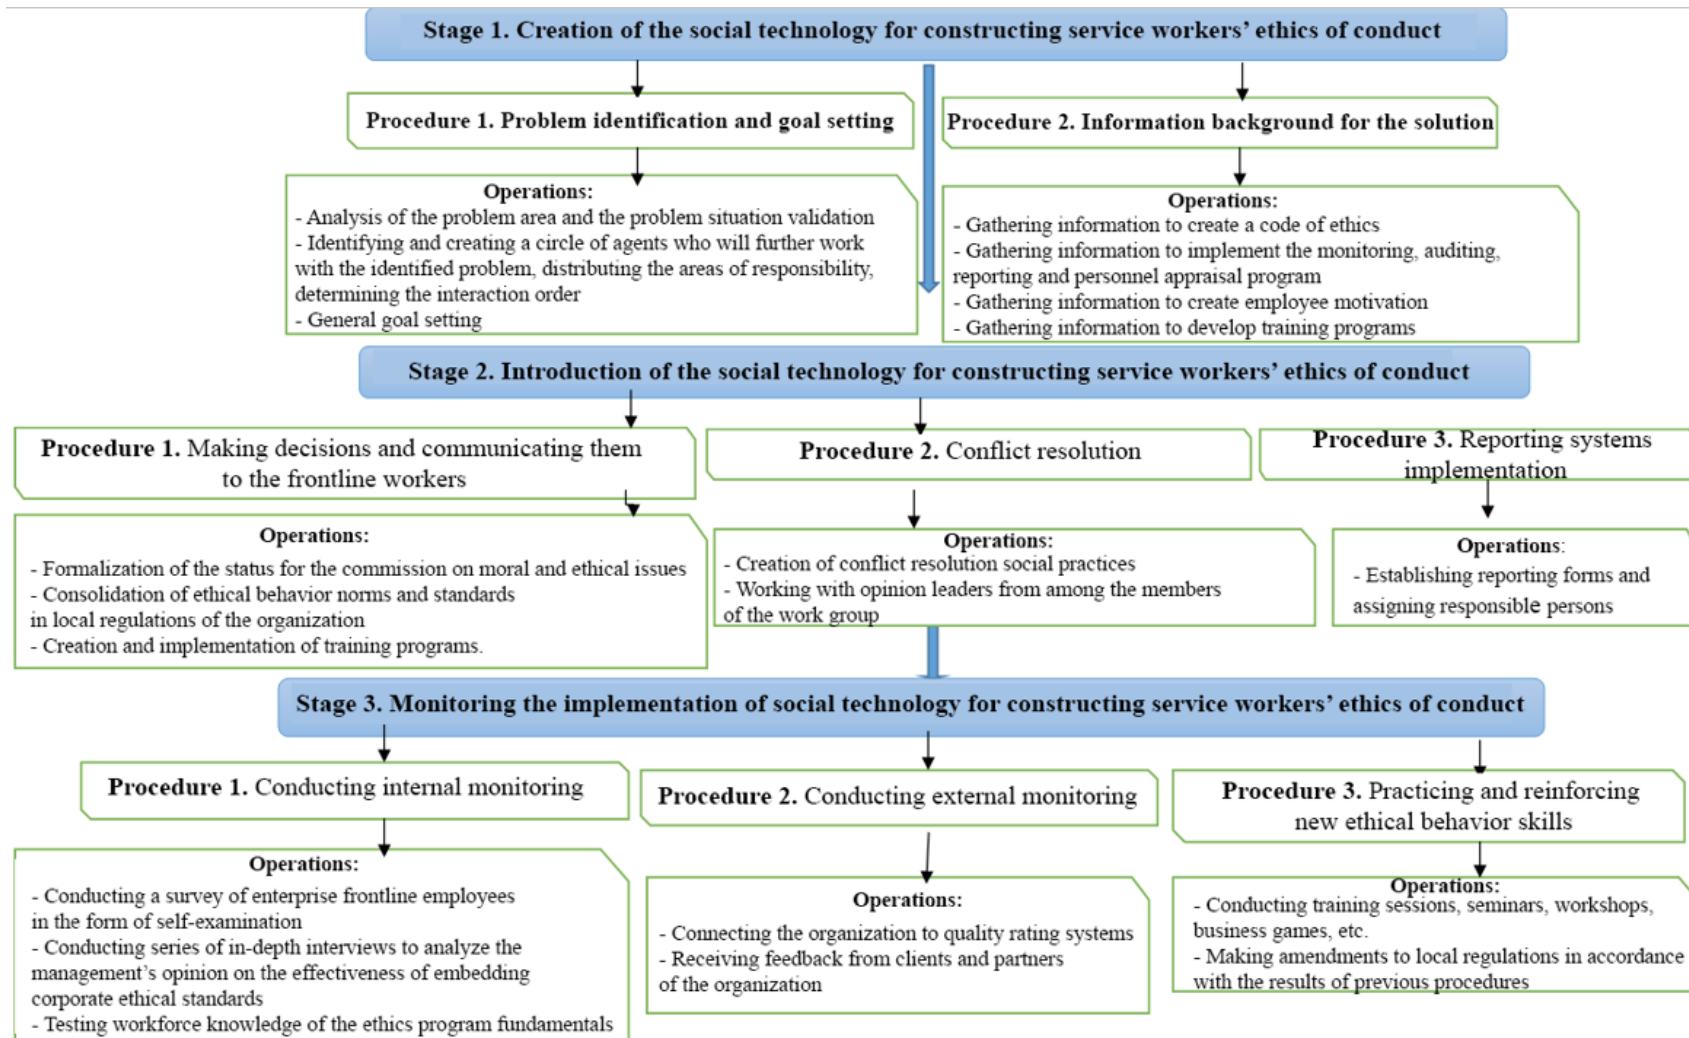 Stage 1. Creation of the social technology for constructing service workers’ ethics of conduct
Procedure 1. Problem identification and goal setting
Operations:
- Analysis of the problem area and the problem situation validation
- Identifying and creating a circle of agents who will further work
with the identified problem, distributing the areas of responsibility,
determining the interaction order
- General goal setting
Procedure 2. Information background for the solution
Operations:
- Gathering information to create a code of ethics
- Gathering information to implement the monitoring, auditing,
reporting and personnel appraisal program
- Gathering information to create employee motivation
- Gathering information to develop training programs
Stage 2. Introduction of the social technology for constructing service workers’ ethics of conduct
Procedure 1. Making decisions and communicating them
to the frontline workers
Operations:
- Formalization of the status for the commission on moral and ethical issues
- Consolidation of ethical behavior norms and standards
in local regulations of the organization
- Creation and implementation of training programs.
Procedure 2. Conflict resolution
Operations:
- Creation of conflict resolution social practices
- Working with opinion leaders from among the members
of the work group
Procedure 3. Reporting systems
implementation
Operations:
- Establishing reporting forms and
assigning responsible persons
Stage 3. Monitoring the implementation of social technology for constructing service workers’ ethics of conduct
Procedure 1. Conducting internal monitoring
Operations:
- Conducting a survey of enterprise frontline employees
in the form of self-examination
- Conducting series of in-depth interviews to analyze the
management’s opinion on the effectiveness of embedding
corporate ethical standards
- Testing workforce knowledge of the ethics program fundamentals
Procedure 2. Conducting external monitoring
Operations:
- Connecting the organization to quality rating systems
- Receiving feedback from clients and partners
of the organization
Procedure 3. Practicing and reinforcing
new ethical behavior skills
Operations:
- Conducting training sessions, seminars, workshops,
business games, etc.
- Making amendments to local regulations in accordance
with the results of previous procedures